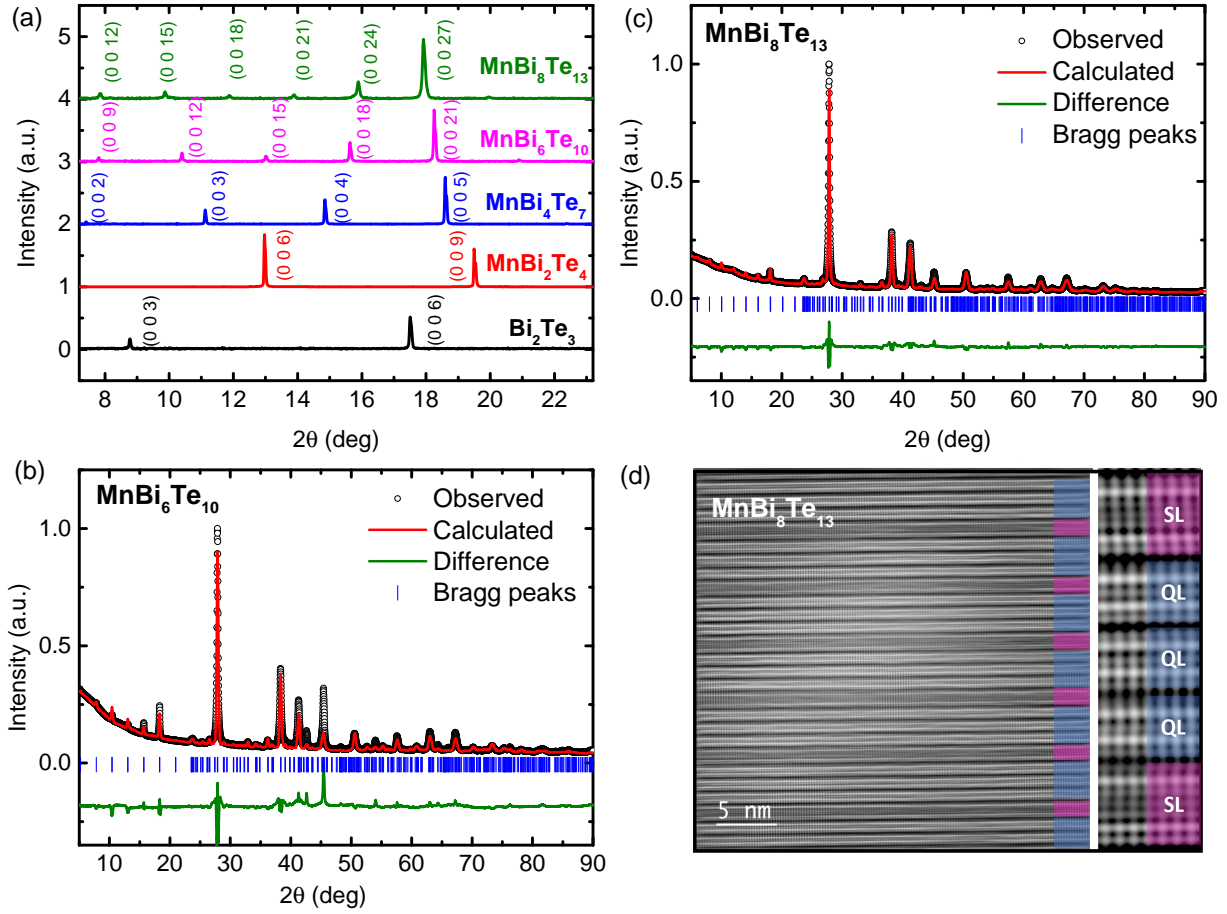 (a)
Intensity (a.u.)
5
4
3
2
1
0
(0 0 12)
(0 0 15)
(0 0 18)
(0 0 21)
(0 0 24)
(0 0 27)
MnBi₈Te₁₃
(0 0 9)
(0 0 12)
(0 0 15)
(0 0 18)
(0 0 21)
MnBi₆Te₁₀
(0 0 2)
(0 0 3)
(0 0 4)
(0 0 5)
MnBi₄Te₇
(0 0 6)
(0 0 9)
MnBi₂Te₄
(0 0 3)
(0 0 6)
Bi₂Te₃
8 10 12 14 16 18 20 22
2θ (deg)
(c)
MnBi₈Te₁₃
Observed
Calculated
Difference
Bragg peaks
Intensity (a.u.)
1.0
0.5
0.0
10 20 30 40 50 60 70 80 90
2θ (deg)
(b)
MnBi₆Te₁₀
Observed
Calculated
Difference
Bragg peaks
Intensity (a.u.)
1.0
0.5
0.0
10 20 30 40 50 60 70 80 90
2θ (deg)
(d)
MnBi₈Te₁₃
5 nm
SL
QL
QL
QL
SL